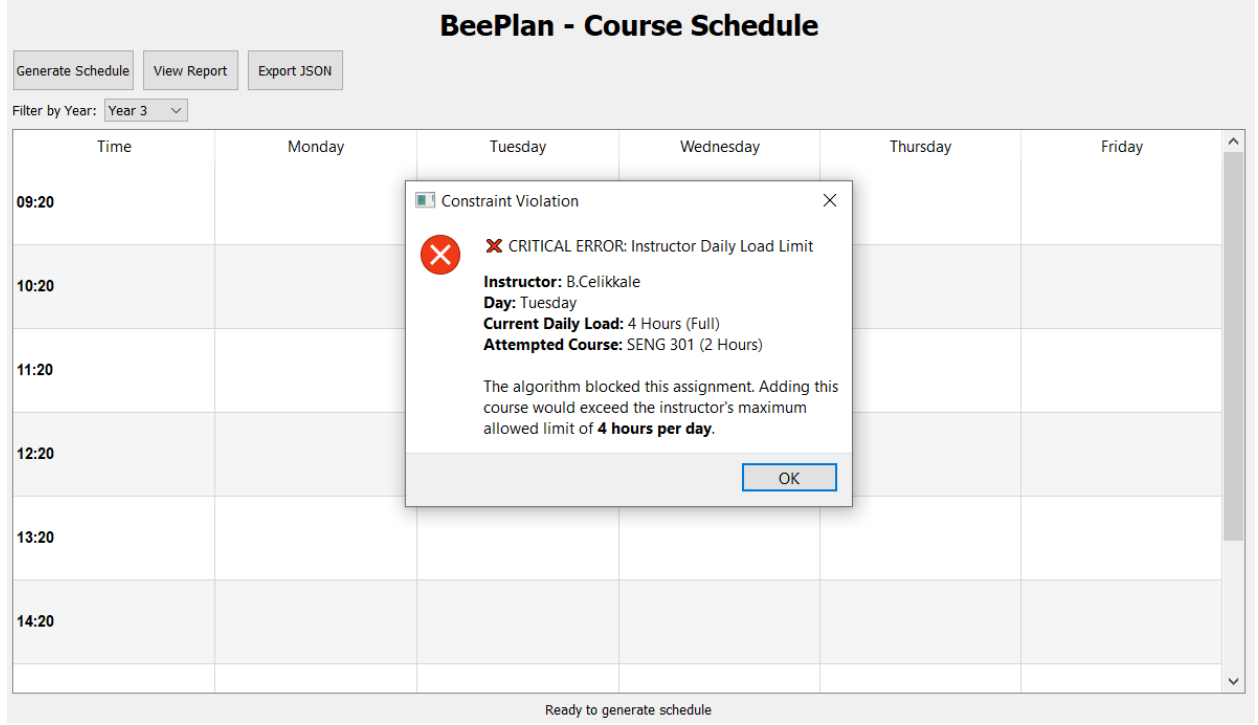 BeePlan - Course Schedule
Generate Schedule View Report Export JSON
Filter by Year: Year 3
Time Monday Tuesday Wednesday Thursday Friday
09:20
10:20
11:20
12:20
13:20
14:20
Constraint Violation
❌ CRITICAL ERROR: Instructor Daily Load Limit
Instructor: B.Celikkale
Day: Tuesday
Current Daily Load: 4 Hours (Full)
Attempted Course: SENG 301 (2 Hours)
The algorithm blocked this assignment. Adding this
course would exceed the instructor's maximum
allowed limit of 4 hours per day.
OK
Ready to generate schedule